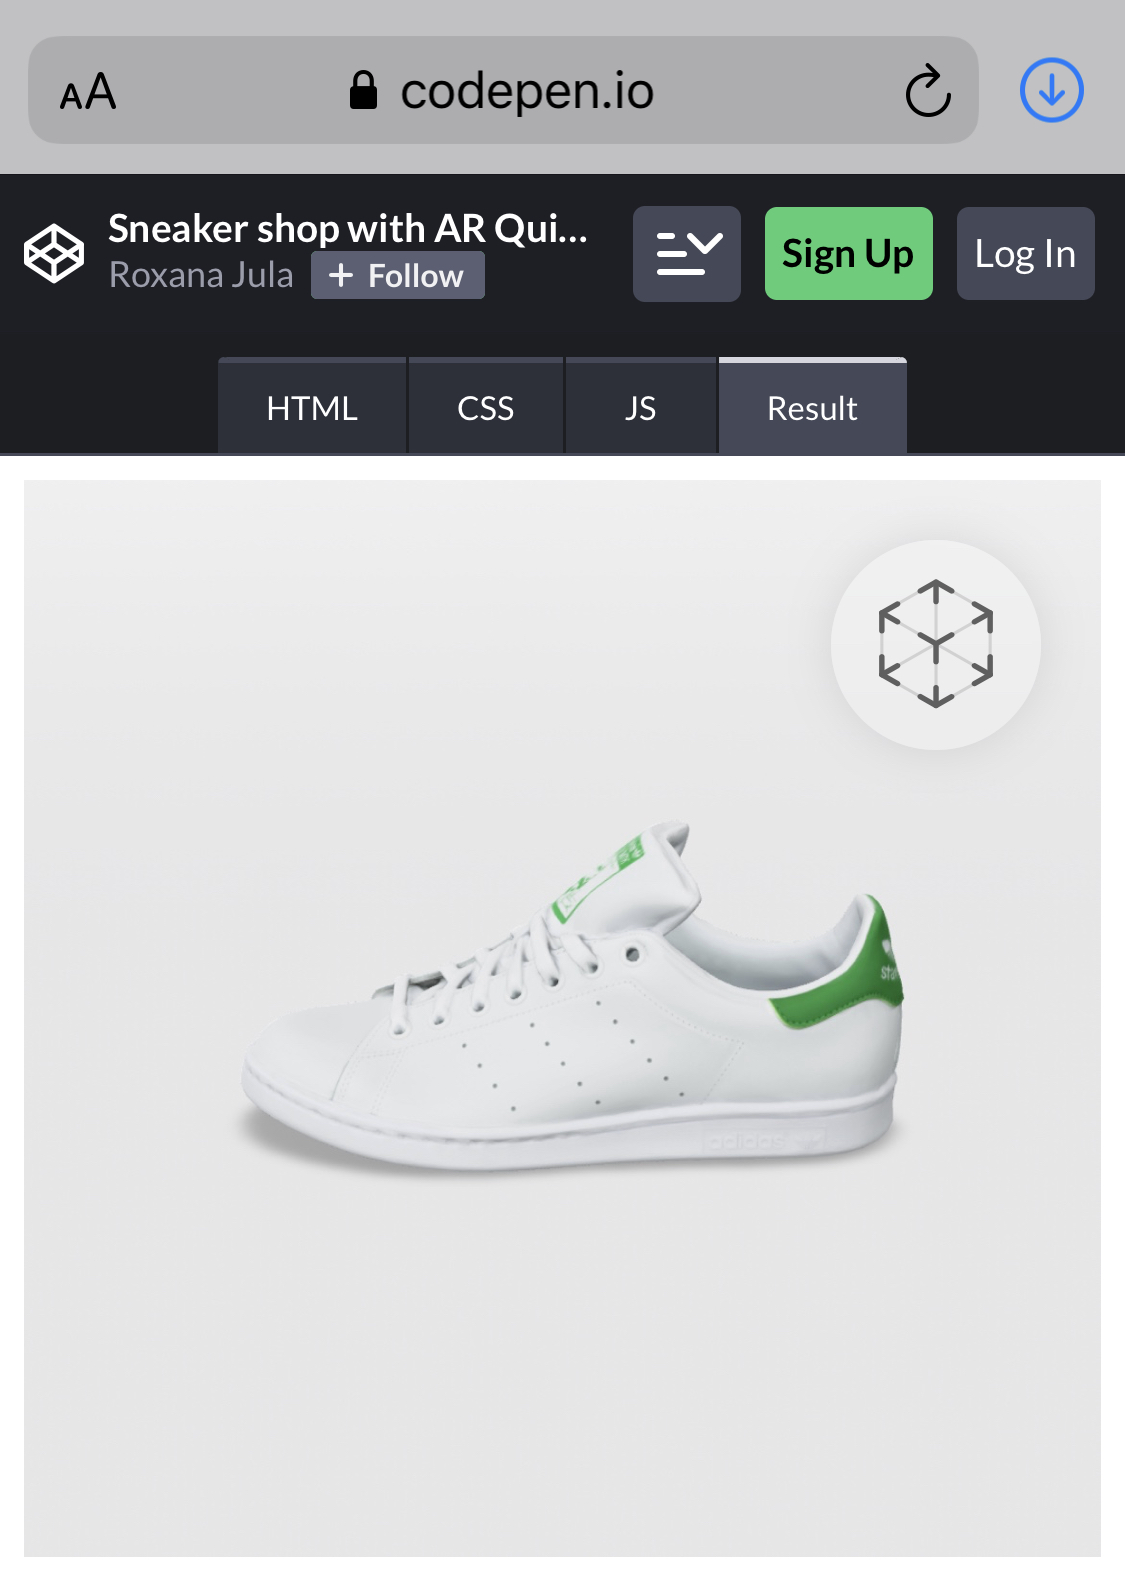 AA
codepen.io
Sneaker shop with AR Qui...
Roxana Jula
+ Follow
Sign Up
Log In
HTML
CSS
JS
Result
adidas